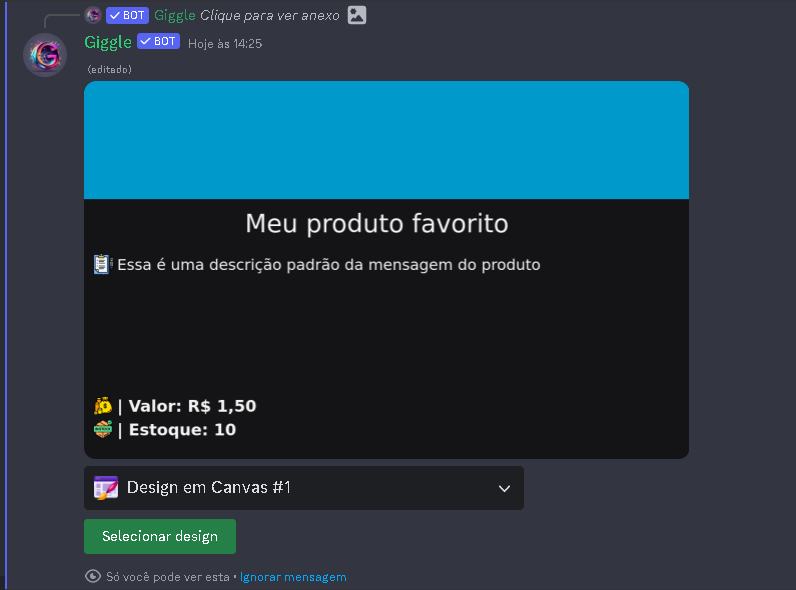 BOT Giggle Clique para ver anexo
Giggle BOT Hoje às 14:25
(editado)
Meu produto favorito
Essa é uma descrição padrão da mensagem do produto
| Valor: R$ 1,50
| Estoque: 10
Design em Canvas #1
Selecionar design
Só você pode ver esta • Ignorar mensagem